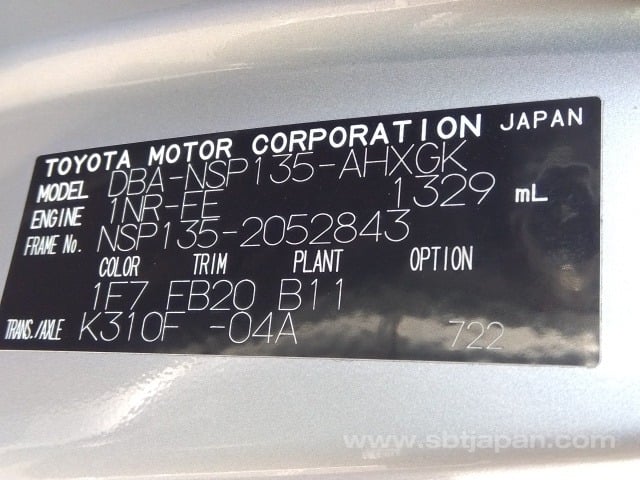 TOYOTA MOTOR CORPORATION JAPAN
MODEL DBA-NSP135-AHXGK
ENGINE 1NR-FE 1329 mL
FRAME No. NSP135-2052843
COLOR TRIM PLANT OPTION
1F7 FB20 B11
TRANS./AXLE K310F -04A 722
www.sbtjapan.com